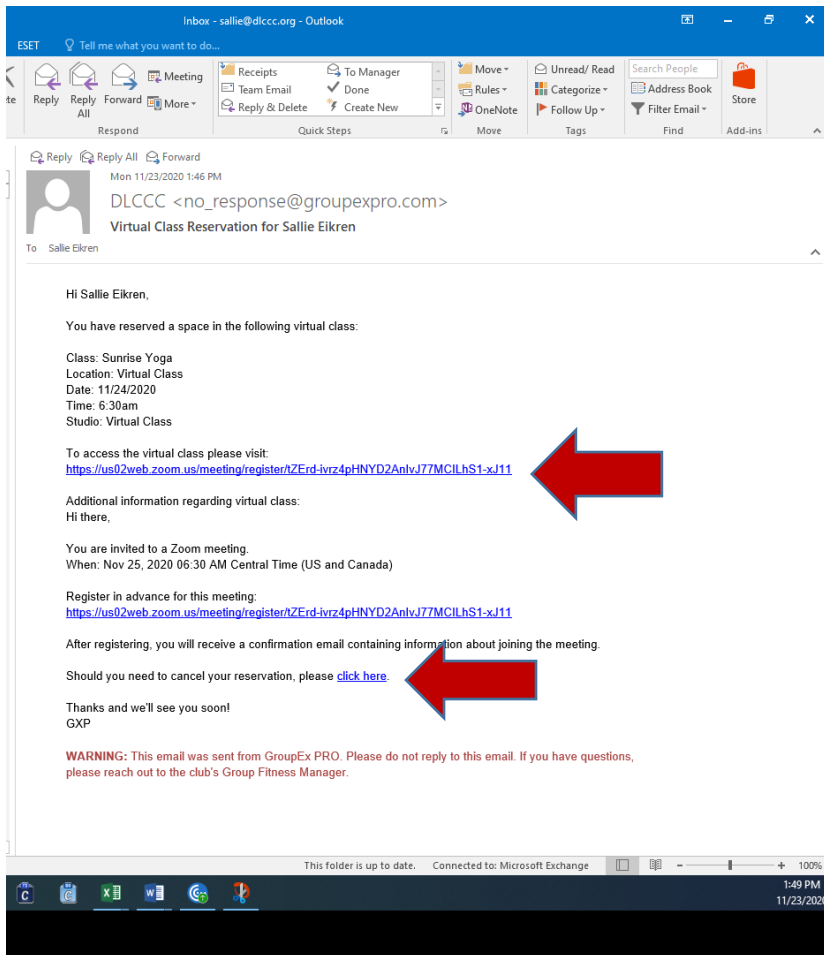 Inbox - sallie@dlccc.org - Outlook
ESET Tell me what you want to do...
Reply
Reply All
Forward
Meeting
More
Respond
Receipts
Team Email
Reply & Delete
To Manager
Done
Create New
Quick Steps
Move
Rules
OneNote
Move
Unread/ Read
Categorize
Follow Up
Tags
Search People
Address Book
Filter Email
Find
Store
Add-ins
Reply Reply All Forward
Mon 11/23/2020 1:46 PM
DLCCC <no_response@groupexpro.com>
Virtual Class Reservation for Sallie Eikren
To Sallie Eikren
Hi Sallie Eikren,
You have reserved a space in the following virtual class:
Class: Sunrise Yoga
Location: Virtual Class
Date: 11/24/2020
Time: 6:30am
Studio: Virtual Class
To access the virtual class please visit:
https://us02web.zoom.us/meeting/register/tZErd-ivrz4pHNYD2AnIvJ77MCILhS1-xJ11
Additional information regarding virtual class:
Hi there,
You are invited to a Zoom meeting.
When: Nov 25, 2020 06:30 AM Central Time (US and Canada)
Register in advance for this meeting:
https://us02web.zoom.us/meeting/register/tZErd-ivrz4pHNYD2AnIvJ77MCILhS1-xJ11
After registering, you will receive a confirmation email containing information about joining the meeting.
Should you need to cancel your reservation, please click here.
Thanks and we'll see you soon!
GXP
WARNING: This email was sent from GroupEx PRO. Please do not reply to this email. If you have questions,
please reach out to the club's Group Fitness Manager.
This folder is up to date. Connected to: Microsoft Exchange 100%
1:49 PM
11/23/2020